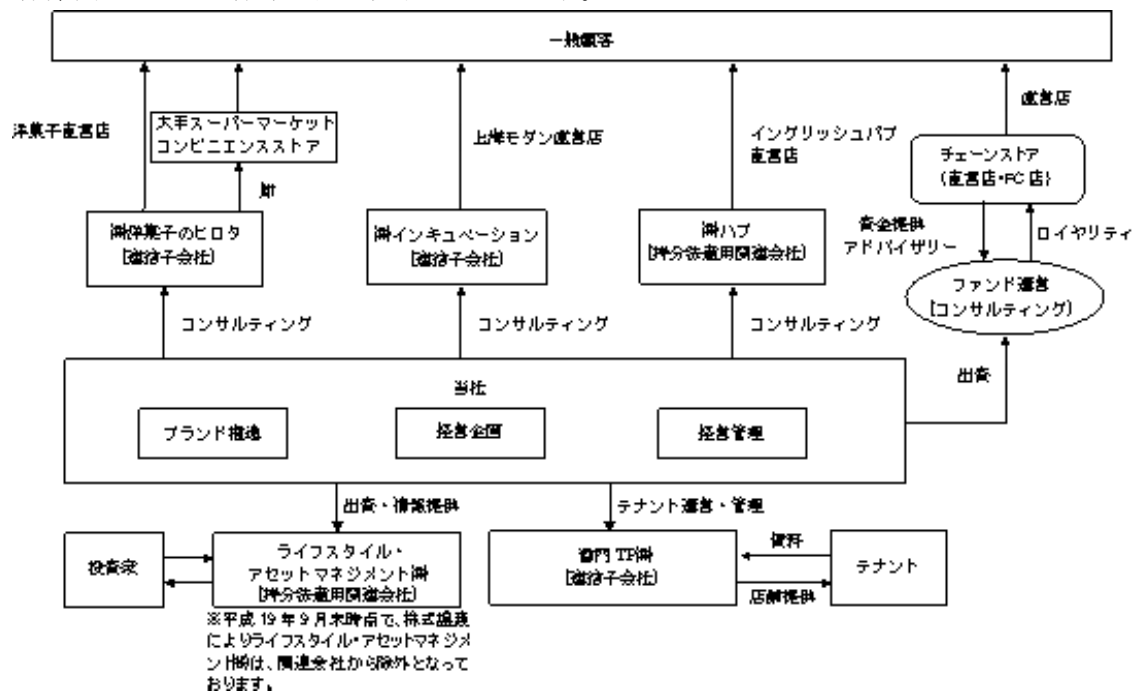 一般顧客
洋菓子直営店
大手スーパーマーケット
コンビニエンスストア
卸
上海モダン直営店
イングリッシュパブ
直営店
直営店
チェーンストア
(直営店・FC店)
㈱洋菓子のヒロタ
[連結子会社]
㈱インキュベーション
[連結子会社]
㈱ハブ
[持分法適用関連会社]
資金提供
アドバイザリー
ロイヤリティ
ファンド運営
[コンサルティング]
コンサルティング
コンサルティング
コンサルティング
出資
当社
ブランド推進
経営企画
経営管理
出資・情報提供
テナント運営・管理
投資家
ライフスタイル・
アセットマネジメント㈱
[持分法適用関連会社]
TP㈱
[連結子会社]
賃料
店舗提供
テナント
※平成19年9月末時点で、株式譲渡
によりライフスタイル・アセットマネジメ
ント㈱は、関連会社から除外となって
おります。